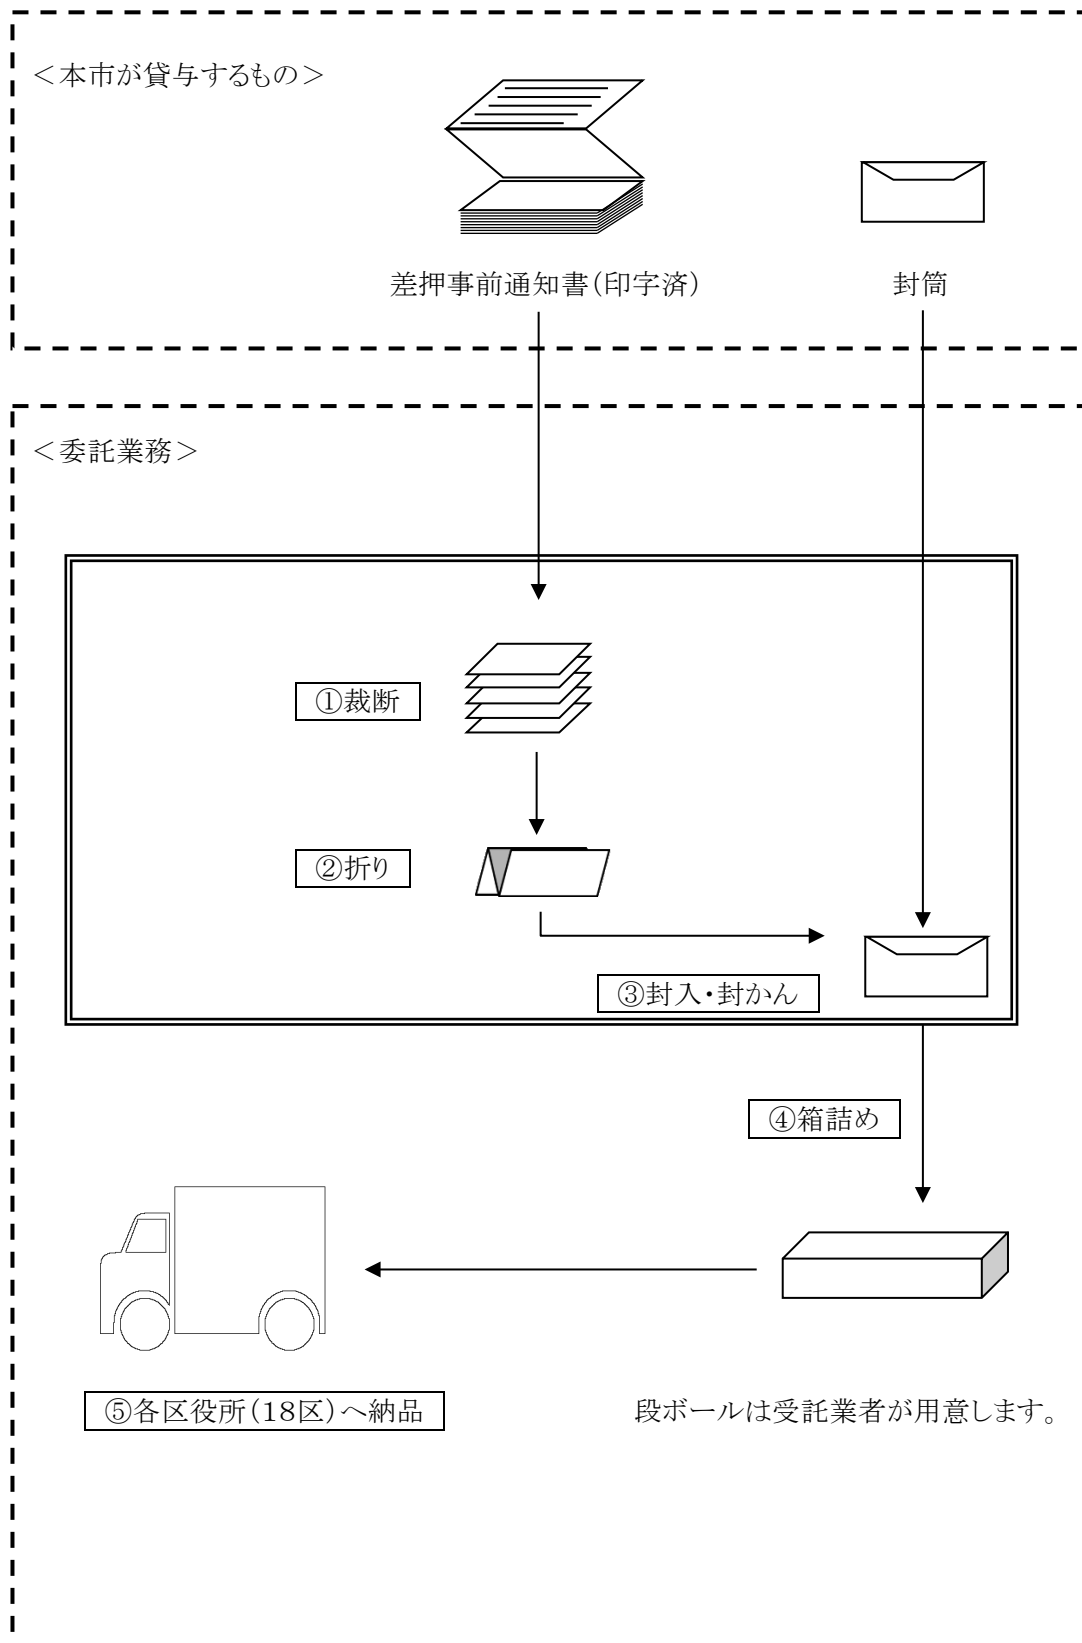 ＜本市が貸与するもの＞
差押事前通知書（印字済）
封筒
＜委託業務＞
①裁断
②折り
③封入・封かん
④箱詰め
⑤各区役所（18区）へ納品
段ボールは受託業者が用意します。